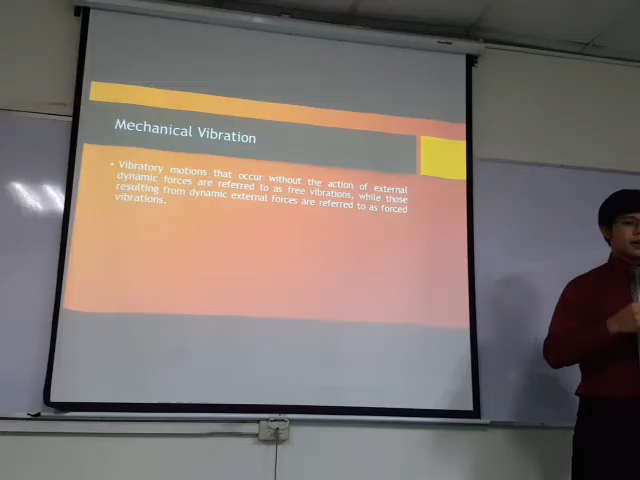 Mechanical Vibration
• Vibratory motions that occur without the action of external
dynamic forces are referred to as free vibrations, while those
resulting from dynamic external forces are referred to as forced
vibrations.